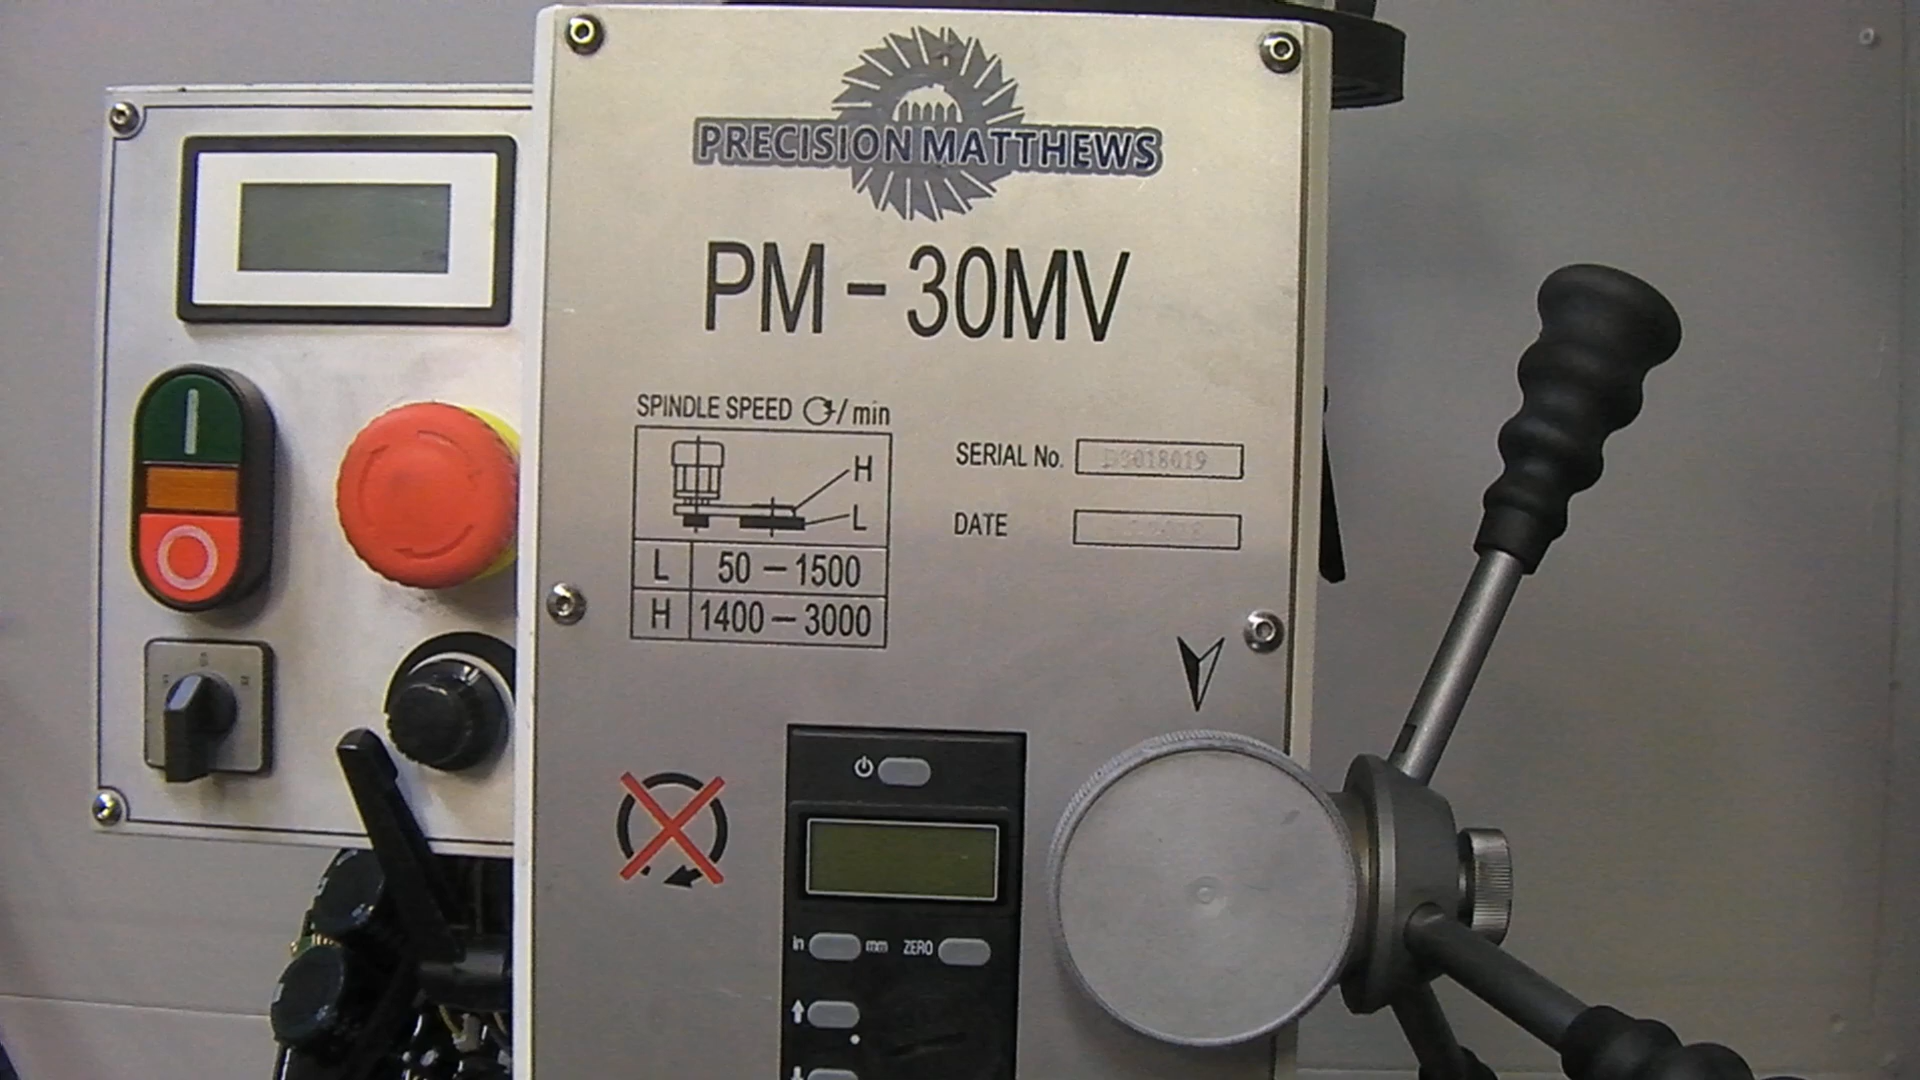 PRECISION MATTHEWS
PM - 30MV
SPINDLE SPEED /min
H
L
L 50 - 1500
H 1400 - 3000
SERIAL No.
DATE
in mm ZERO